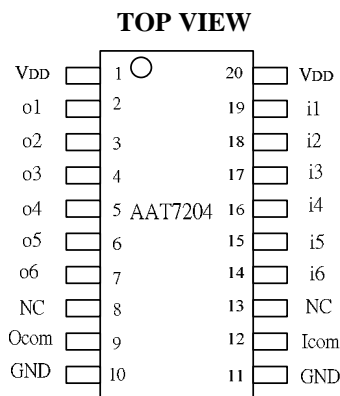 TOP VIEW
VDD 1 20 VDD
o1 2 19 i1
o2 3 18 i2
o3 4 17 i3
o4 5 AAT7204 16 i4
o5 6 15 i5
o6 7 14 i6
NC 8 13 NC
Ocom 9 12 Icom
GND 10 11 GND